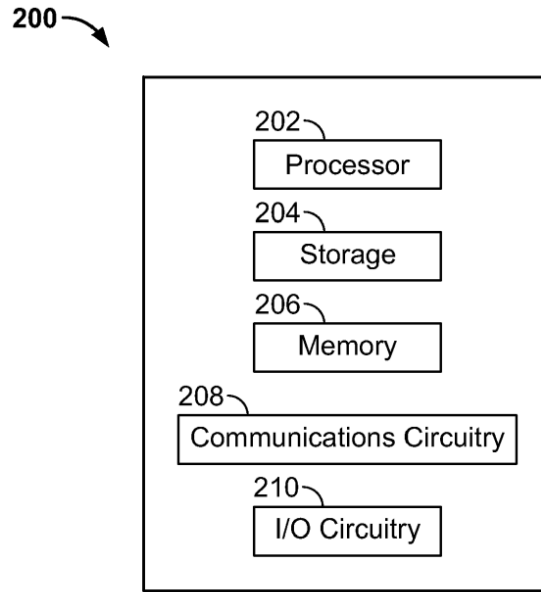 200
202
Processor
204
Storage
206
Memory
208
Communications Circuitry
210
I/O Circuitry